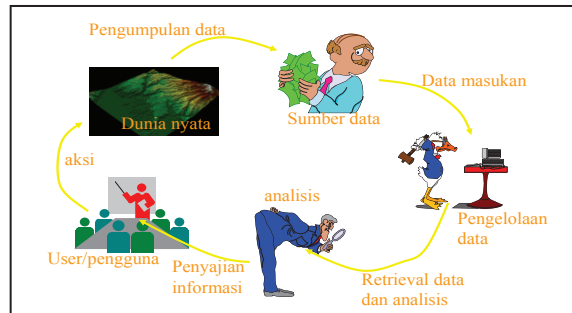 Pengumpulan data
Dunia nyata
Sumber data
Data masukan
Pengelolaan
data
Retrieval data
dan analisis
analisis
Penyajian
informasi
User/pengguna
aksi